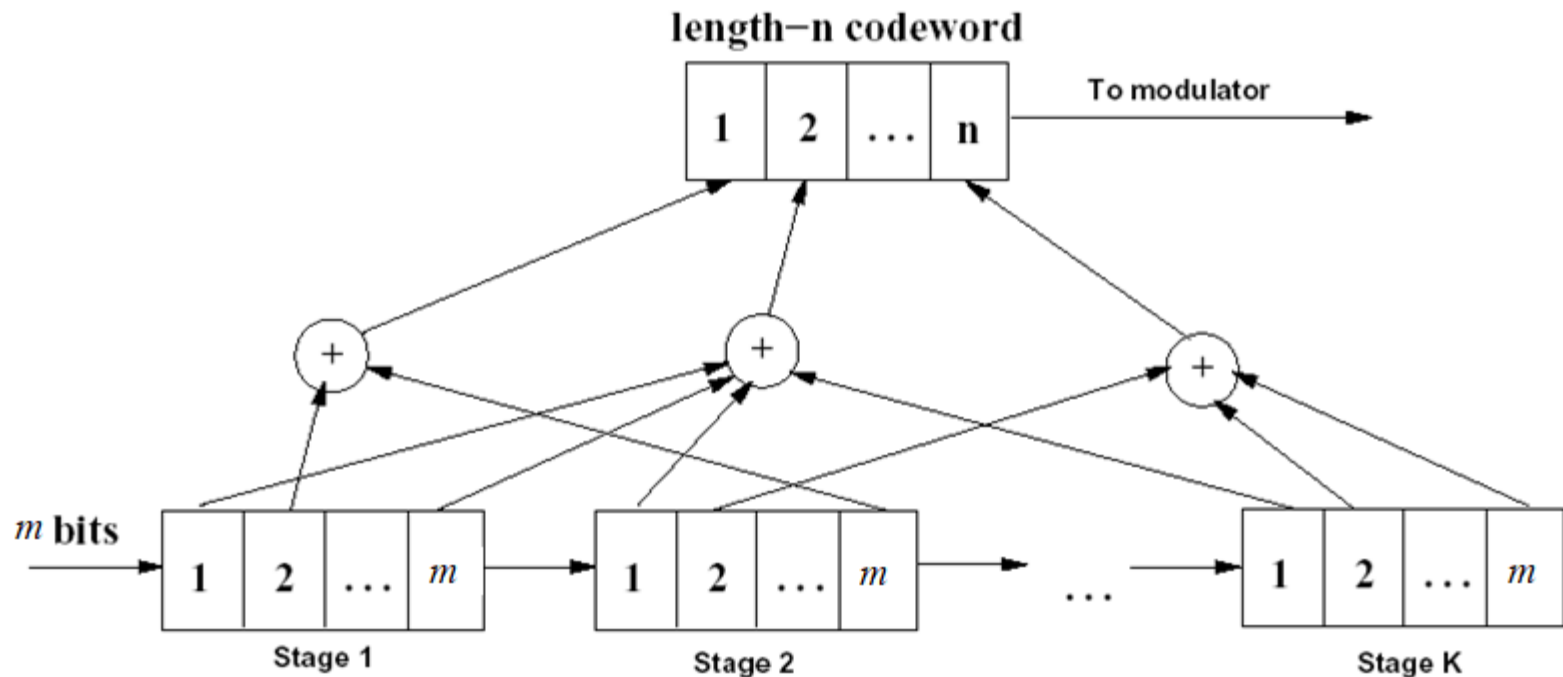 length−n codeword
1 2 ... n
To modulator
+ + +
m bits
1 2 ... m 1 2 ... m ... 1 2 ... m
Stage 1 Stage 2 Stage K